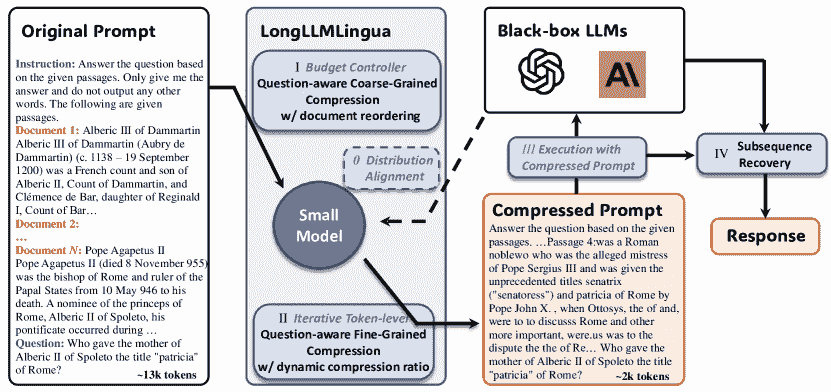 Original Prompt
Instruction: Answer the question
based on the given passages. Only give me the
answer and do not output any other
words. The following are given
passages.
Document 1: Alberic III of Dammartin
Alberic III of Dammartin (Aubry de
Dammartin) (c. 1138 – 19 September
1200) was a French count and son of
Alberic II, Count of Dammartin, and
Clémence de Bar, daughter of Reginald
I, Count of Bar…
Document 2:
…
Document N: Pope Agapetus II
Pope Agapetus II (died 8 November 955)
was the bishop of Rome and ruler of the
Papal States from 10 May 946 to his
death. A nominee of the princeps of
Rome, Alberic II of Spoleto, his
pontificate occurred during …
Question: Who gave the mother of
Alberic II of Spoleto the title "patricia"
of Rome?
~13k tokens
LongLLMLingua
I Budget Controller
Question-aware Coarse-Grained
Compression
w/ document reordering
0 Distribution
Alignment
Small
Model
II Iterative Token-level
Question-aware Fine-Grained
Compression
w/ dynamic compression ratio
Black-box LLMs
III Execution with
Compressed Prompt
IV Subsequence
Recovery
Response
Compressed Prompt
Answer the question based on the given
passages. …Passage 4:was a Roman
noblewo who was the alleged mistress
of Pope Sergius III and was given the
unprecedented titles senatrix
("senatoress") and patricia of Rome by
Pope John X. , when Ottosys, the of and,
were to to discusss Rome and other
more important, were.us was to the
dispute the the of Re… Who gave the
mother of Alberic II of Spoleto the title
"patricia" of Rome?
~2k tokens